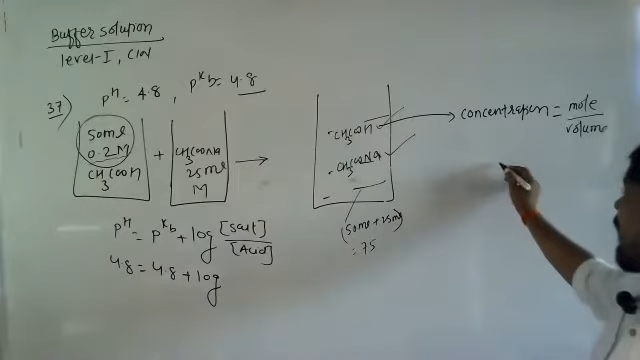 Buffer solution
level-I, CW
37) pH = 4.8, pKb = 4.8
50ml
0.2M
CH3COOH
+
CH3COONa
25ml
M
→
- CH3COOH
- CH3COONa
-
(50ml + 25ml)
= 75
concentration = mole/volume
pH = pKb + log [Salt]/[Acid]
4.8 = 4.8 + log